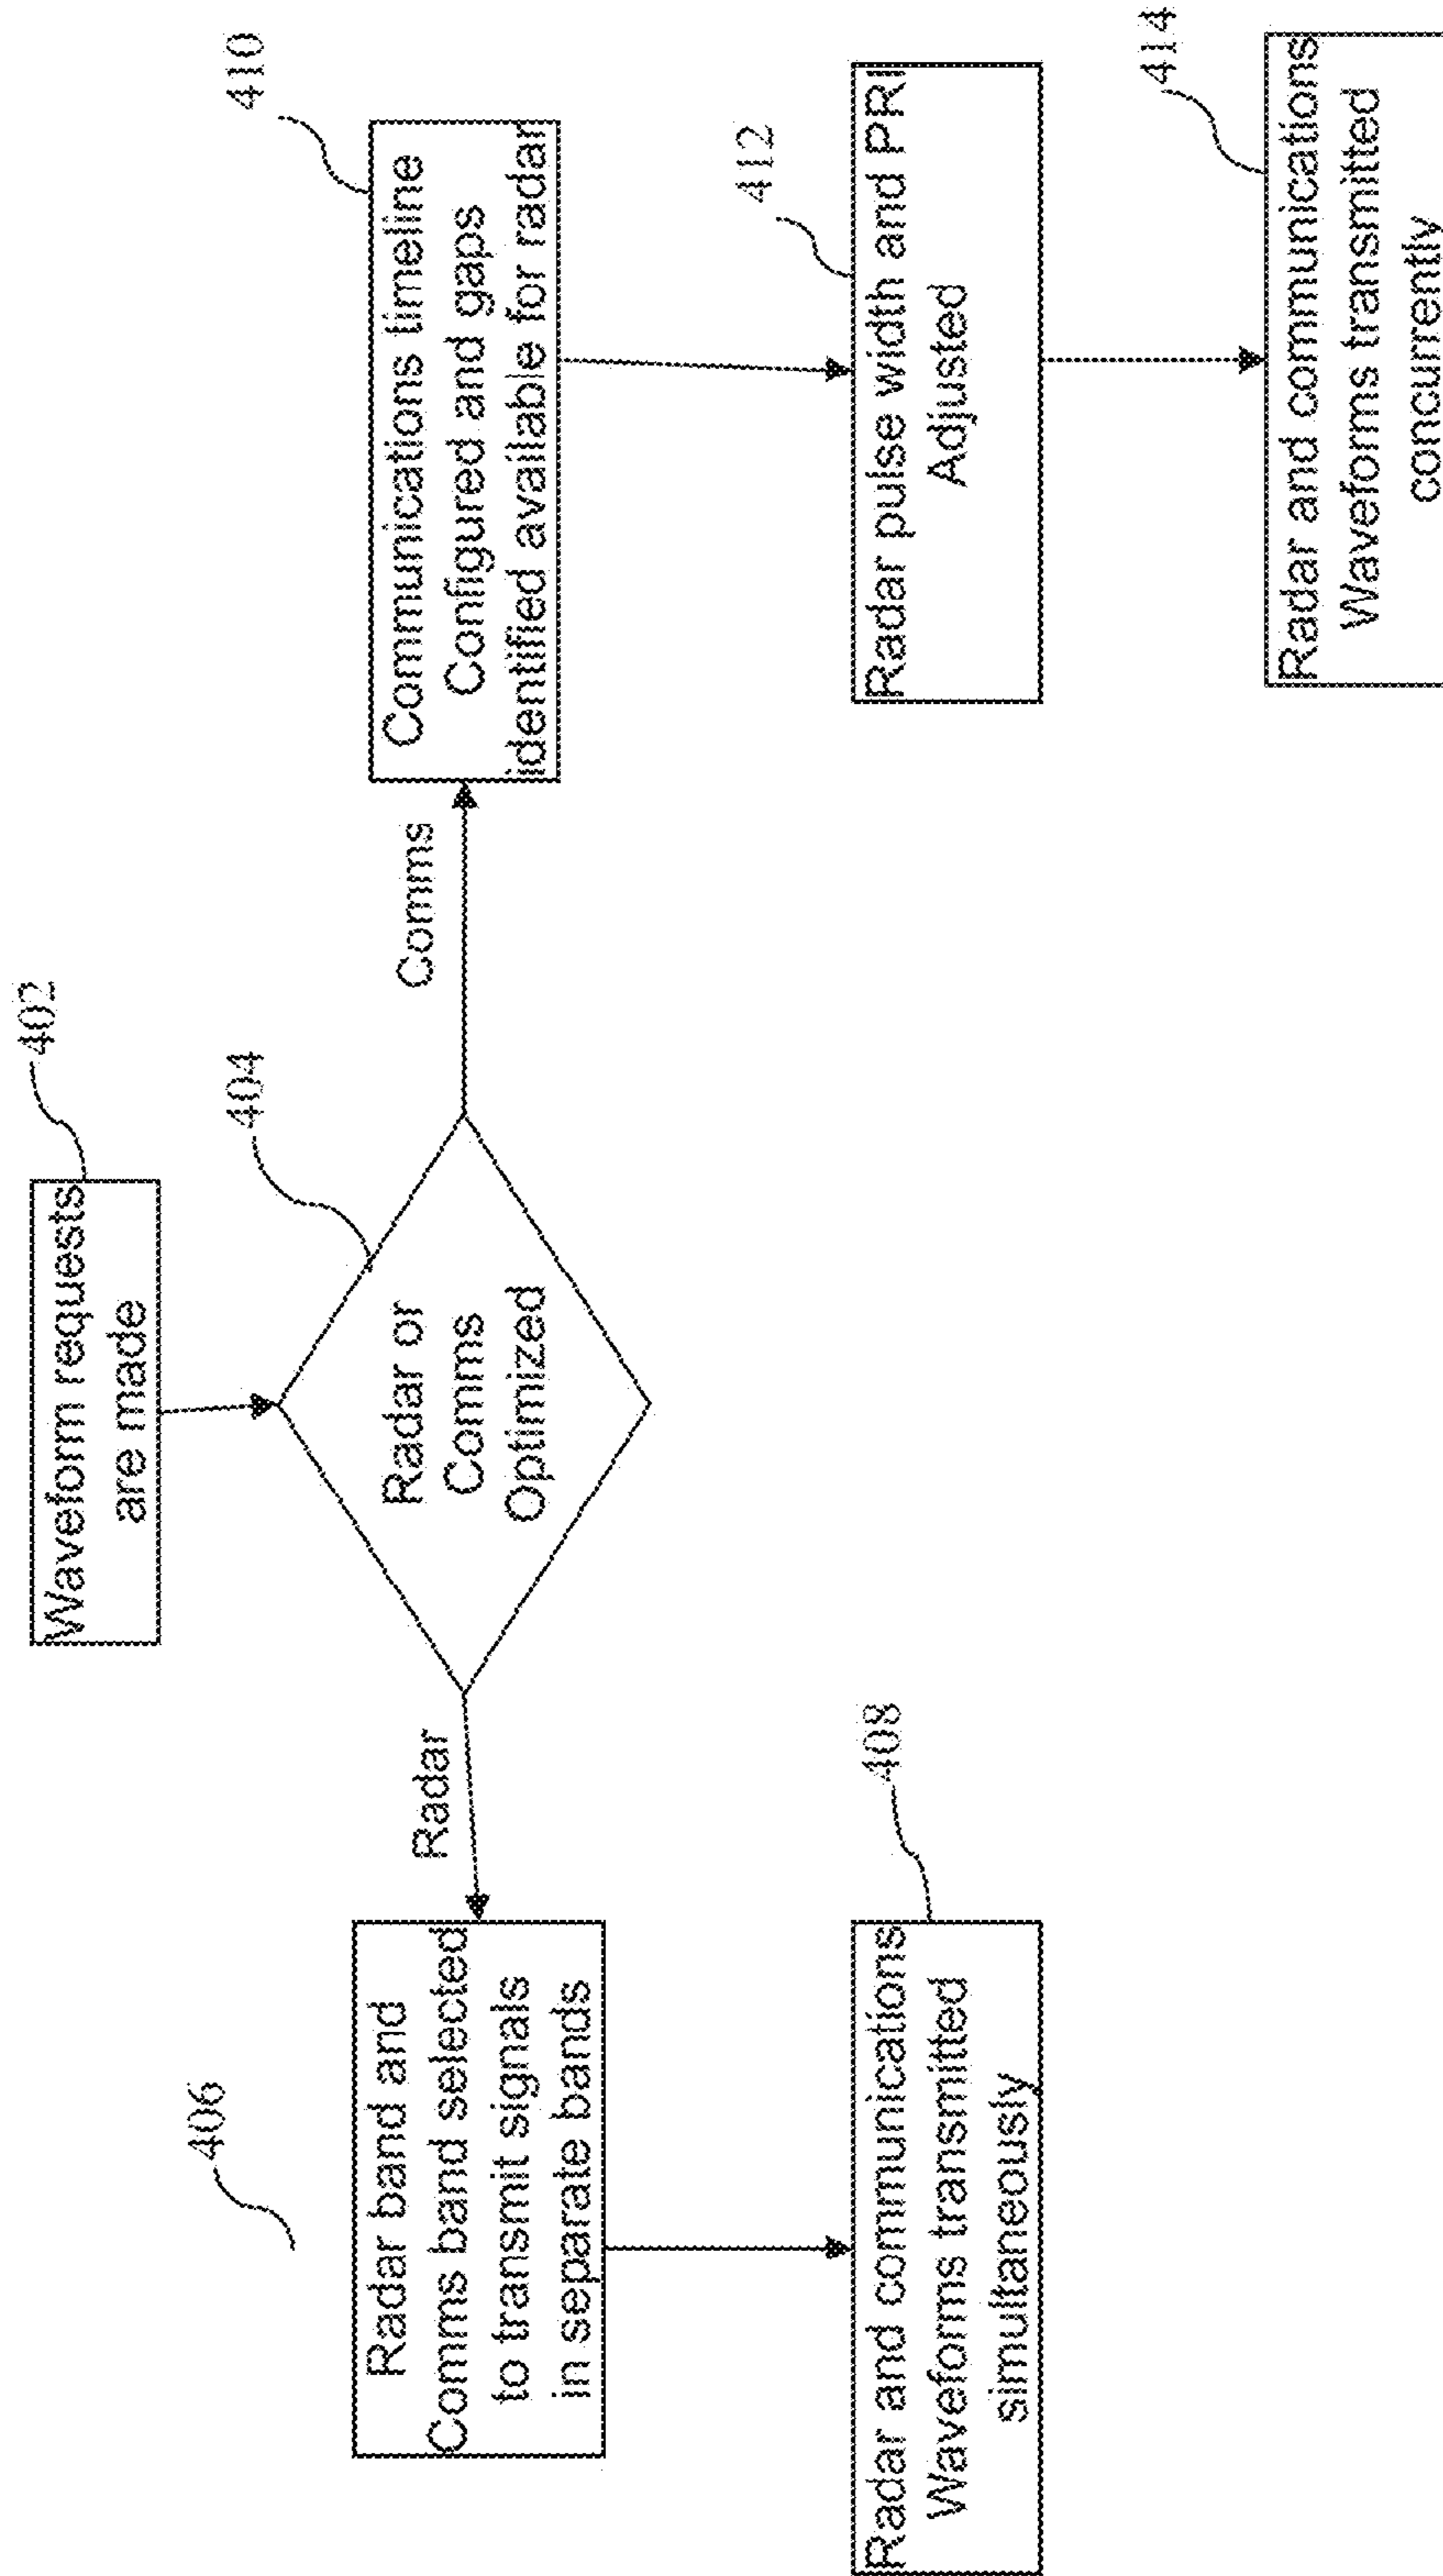 402
Waveform requests
are made
404
Radar or
Comms
Optimized
Radar
Comms
406
Radar band and
Comms band selected
to transmit signals
in separate bands
408
Radar and communications
Waveforms transmitted
simultaneously
410
Communications timeline
Configured and gaps
identified available for radar
412
Radar pulse width and PRI
Adjusted
414
Radar and communications
Waveforms transmitted
concurrently